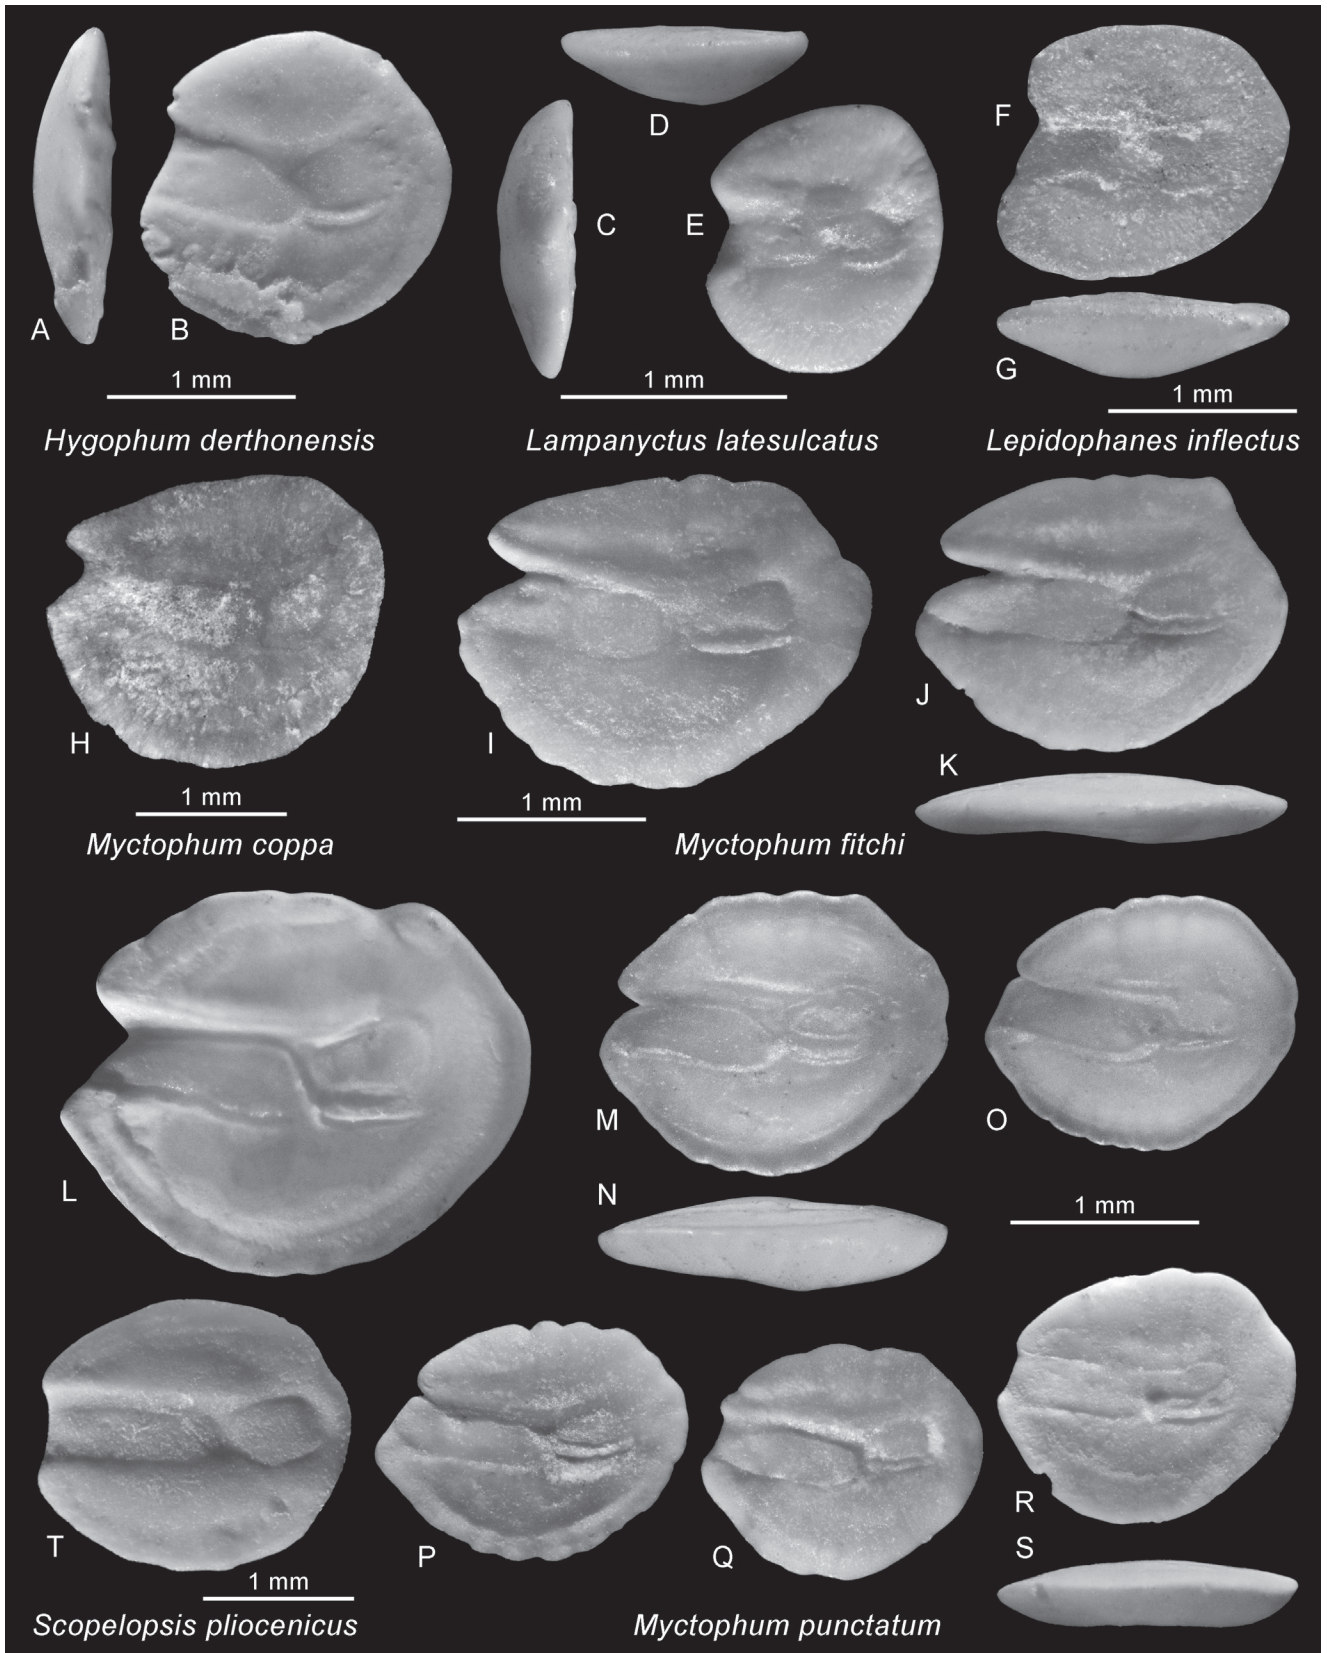 D
F
C
E
A
B
G
1 mm
1 mm
1 mm
Hygophum derthonensis
Lampanyctus latesulcatus
Lepidophanes inflectus
J
H
I
K
1 mm
1 mm
Myctophum coppa
Myctophum fitchi
M
O
L
N
1 mm
R
T
P
Q
S
1 mm
Scopelopsis pliocenicus
Myctophum punctatum